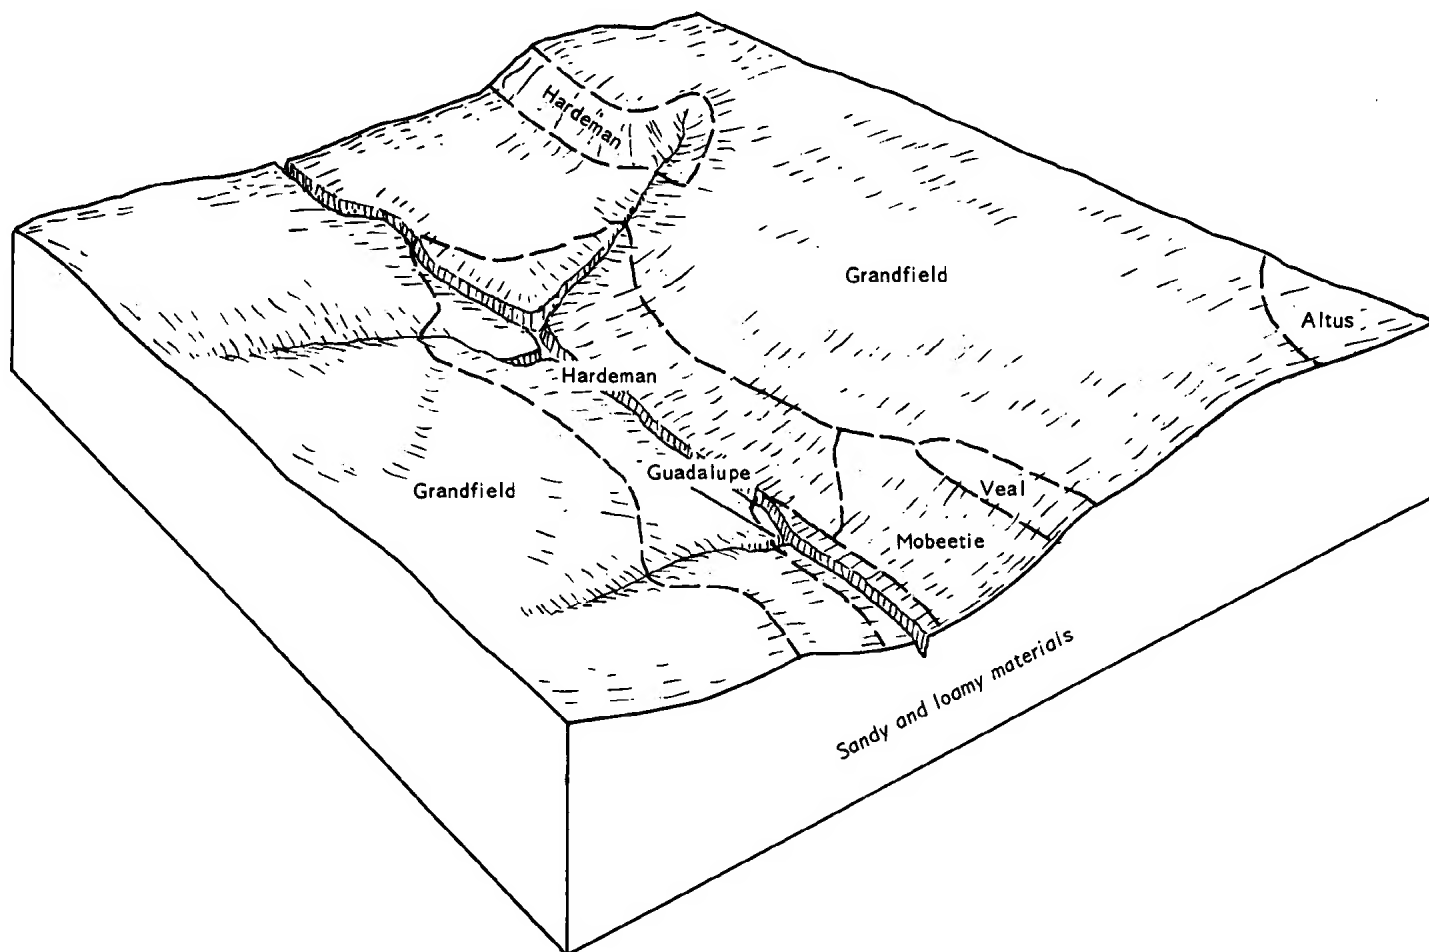 Hardeman
Grandfield
Altus
Hardeman
Guadalupe
Grandfield
Veal
Mobeetie
Sandy and loamy materials